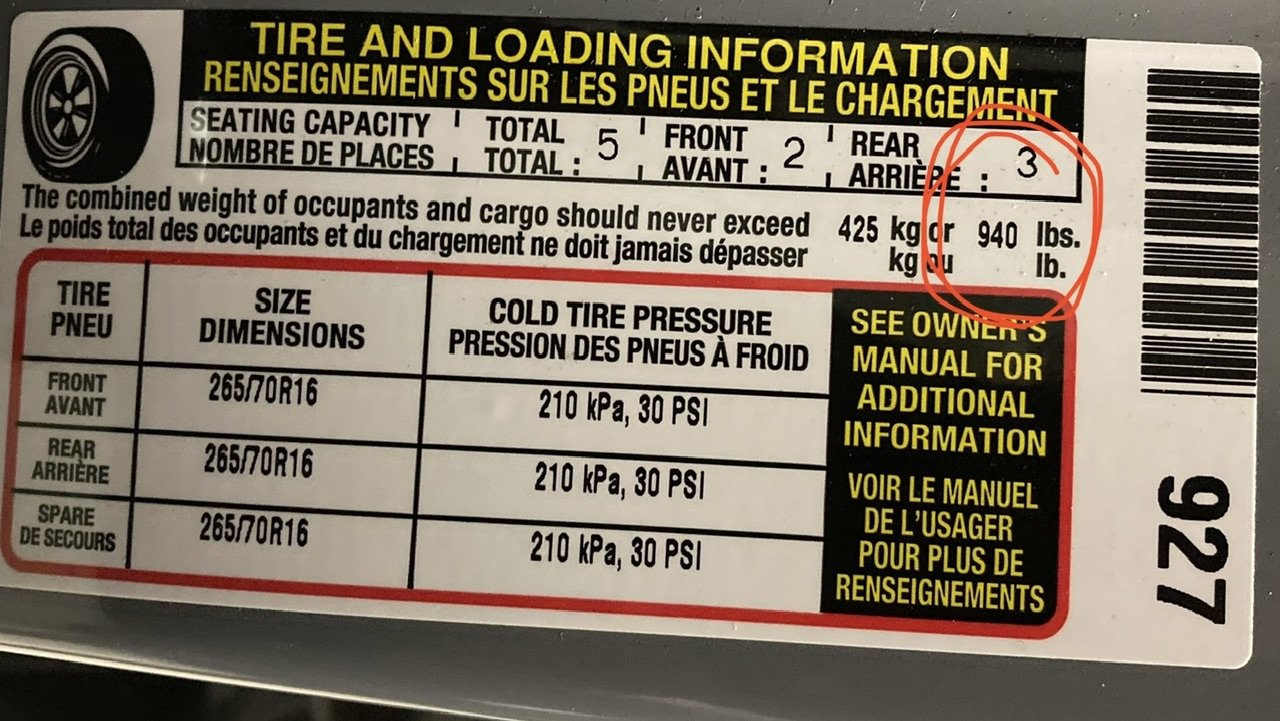 TIRE AND LOADING INFORMATION
RENSEIGNEMENTS SUR LES PNEUS ET LE CHARGEMENT
SEATING CAPACITY TOTAL 5 FRONT 2 REAR 3
NOMBRE DE PLACES TOTAL : AVANT : ARRIÈRE :
The combined weight of occupants and cargo should never exceed 425 kg or 940 lbs.
Le poids total des occupants et du chargement ne doit jamais dépasser kg ou lb.
TIRE
PNEU
SIZE
DIMENSIONS
COLD TIRE PRESSURE
PRESSION DES PNEUS À FROID
FRONT
AVANT
265/70R16
210 kPa, 30 PSI
REAR
ARRIÈRE
265/70R16
210 kPa, 30 PSI
SPARE
DE SECOURS
265/70R16
210 kPa, 30 PSI
SEE OWNER'S
MANUAL FOR
ADDITIONAL
INFORMATION
VOIR LE MANUEL
DE L'USAGER
POUR PLUS DE
RENSEIGNEMENTS
927